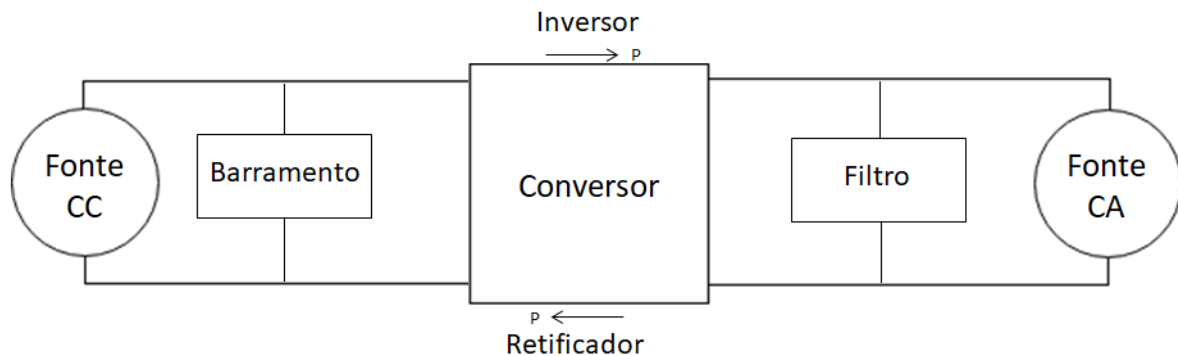 Inversor
P
Fonte
CC
Barramento
Conversor
Filtro
Fonte
CA
P
Retificador